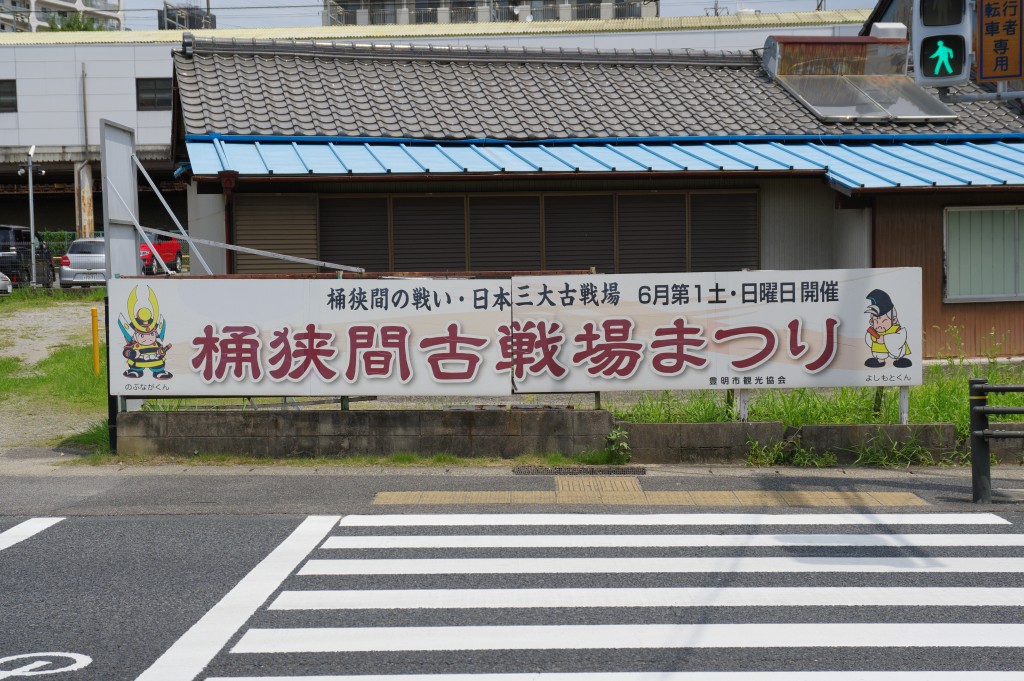 行者
転車
専用
桶狭間の戦い・日本三大古戦場　6月第1土・日曜日開催
桶狭間古戦場まつり
のぶながくん
豊明市観光協会
よしもとくん